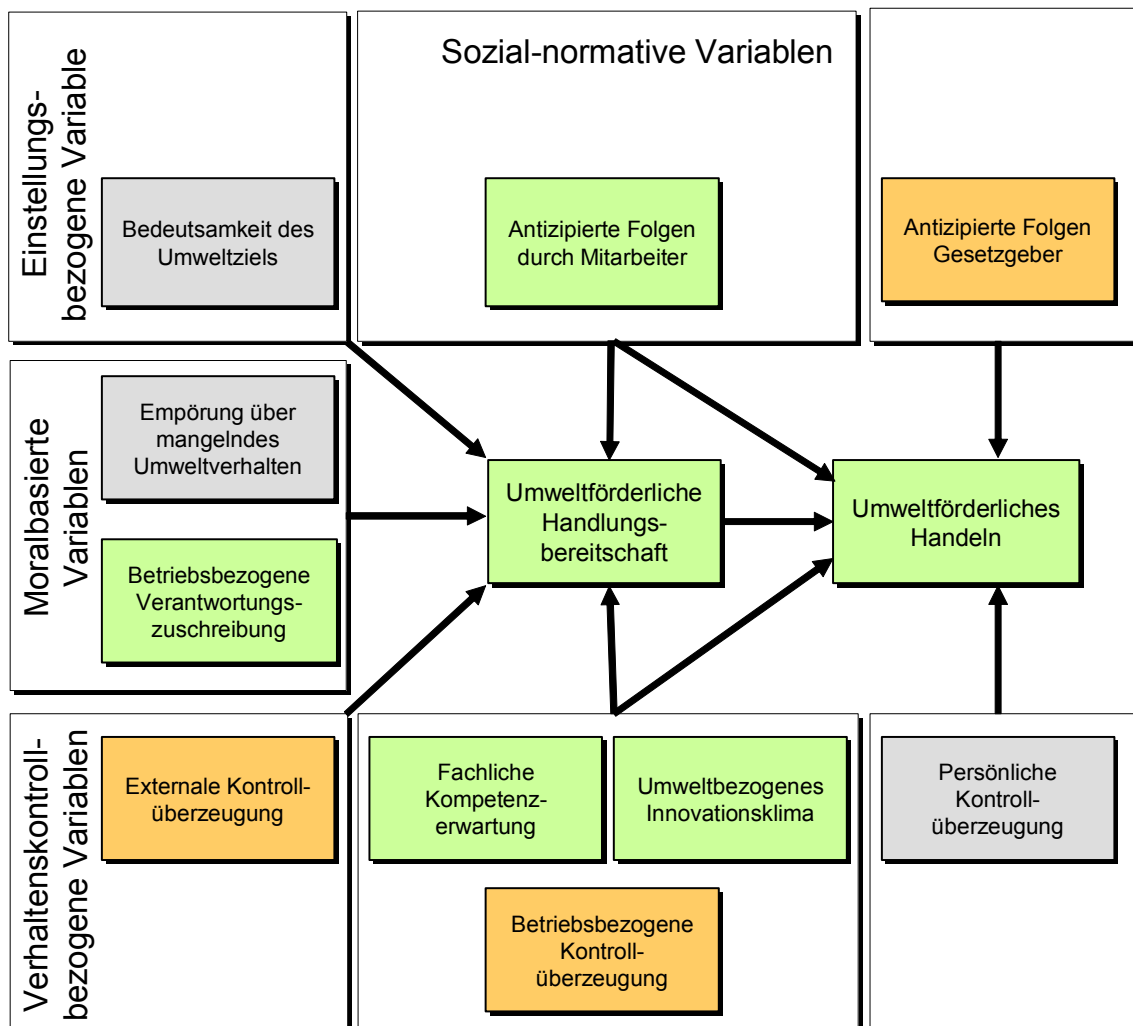 Sozial-normative Variablen
Einstellungs-
bezogene Variable
Bedeutsamkeit des
Umweltziels
Antizipierte Folgen
durch Mitarbeiter
Antizipierte Folgen
Gesetzgeber
Moralbasierte
Variablen
Empörung über
mangelndes
Umweltverhalten
Betriebsbezogene
Verantwortungs-
zuschreibung
Umweltförderliche
Handlungs-
bereitschaft
Umweltförderliches
Handeln
Verhaltenskontroll-
bezogene Variablen
Externale Kontroll-
überzeugung
Fachliche
Kompetenz-
erwartung
Umweltbezogenes
Innovationsklima
Betriebsbezogene
Kontroll-
überzeugung
Persönliche
Kontroll-
überzeugung